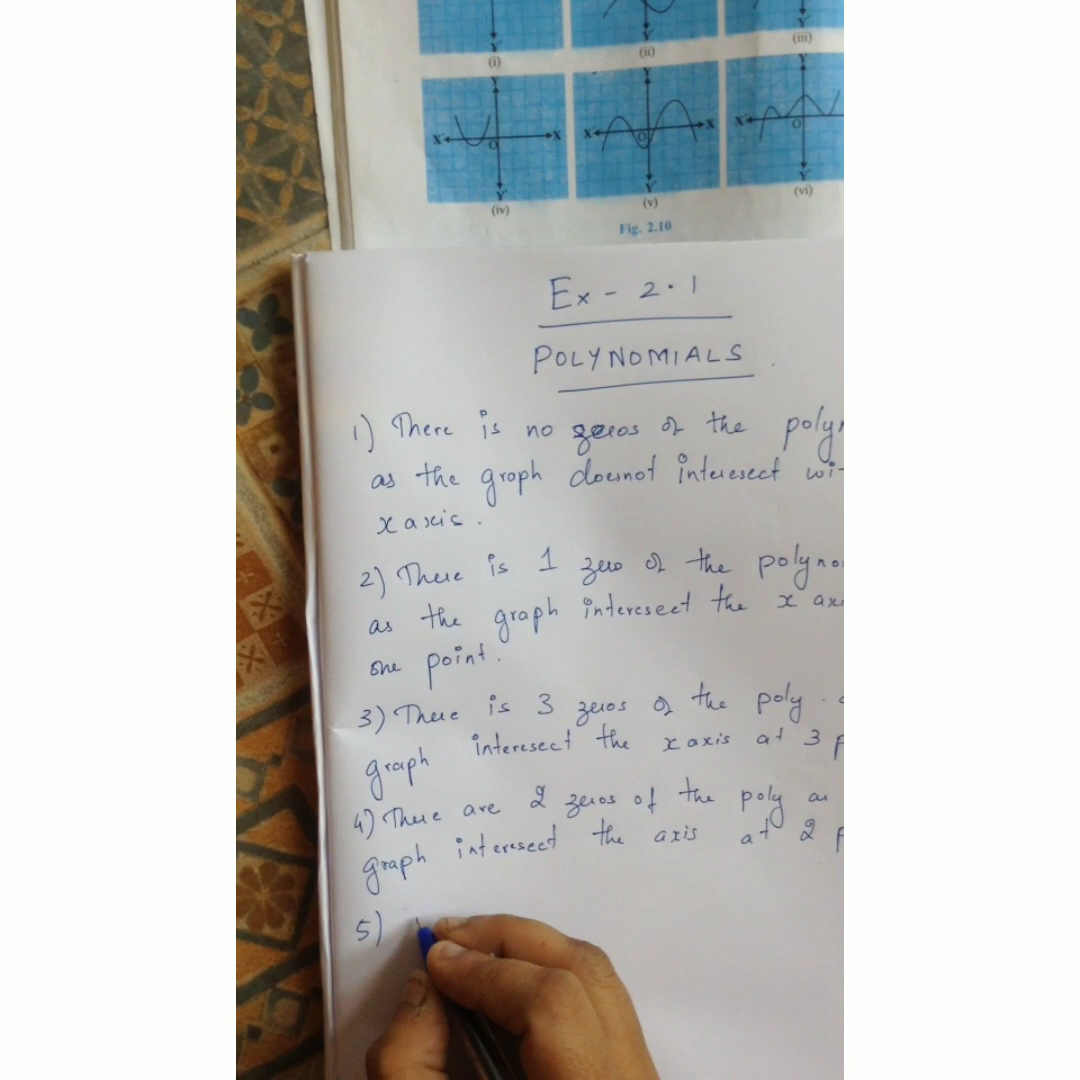 Y'
Y'
Y'
(i)
(ii)
(iii)
Y
Y
Y
X' O X
X' O X
X' O
Y'
Y'
Y'
(iv)
(v)
(vi)
Fig. 2.10
Ex - 2.1
POLYNOMIALS
1) There is no zeros of the polyn
as the graph doesnot interesect wi
x axis.
2) There is 1 zero of the polyno
as the graph interesect the x ax
one point.
3) There is 3 zeros of the poly.
graph interesect the x axis at 3 p
4) There are 2 zeros of the poly as
graph interesect the axis at 2 p
5)